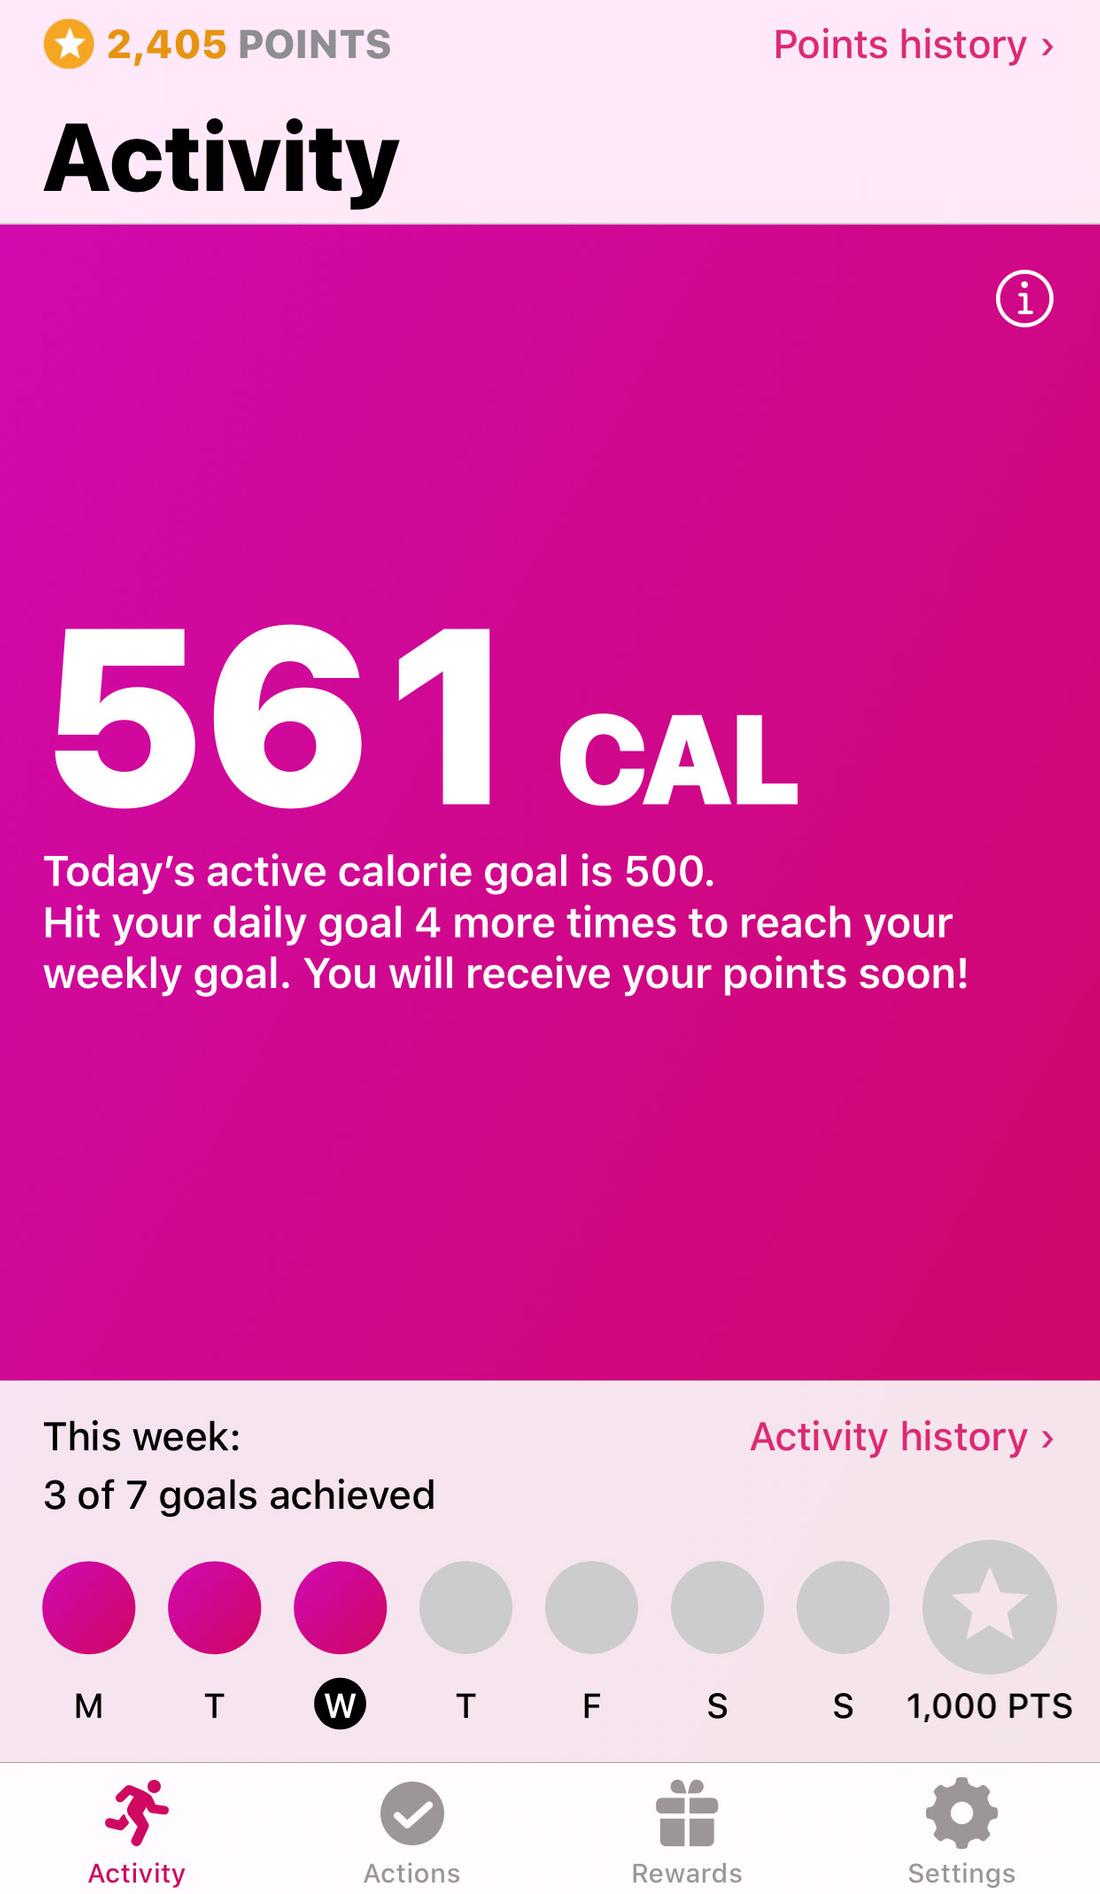 2,405 POINTS
Points history ›
Activity
561 CAL
Today’s active calorie goal is 500.
Hit your daily goal 4 more times to reach your
weekly goal. You will receive your points soon!
This week:
Activity history ›
3 of 7 goals achieved
M T W T F S S 1,000 PTS
Activity Actions Rewards Settings